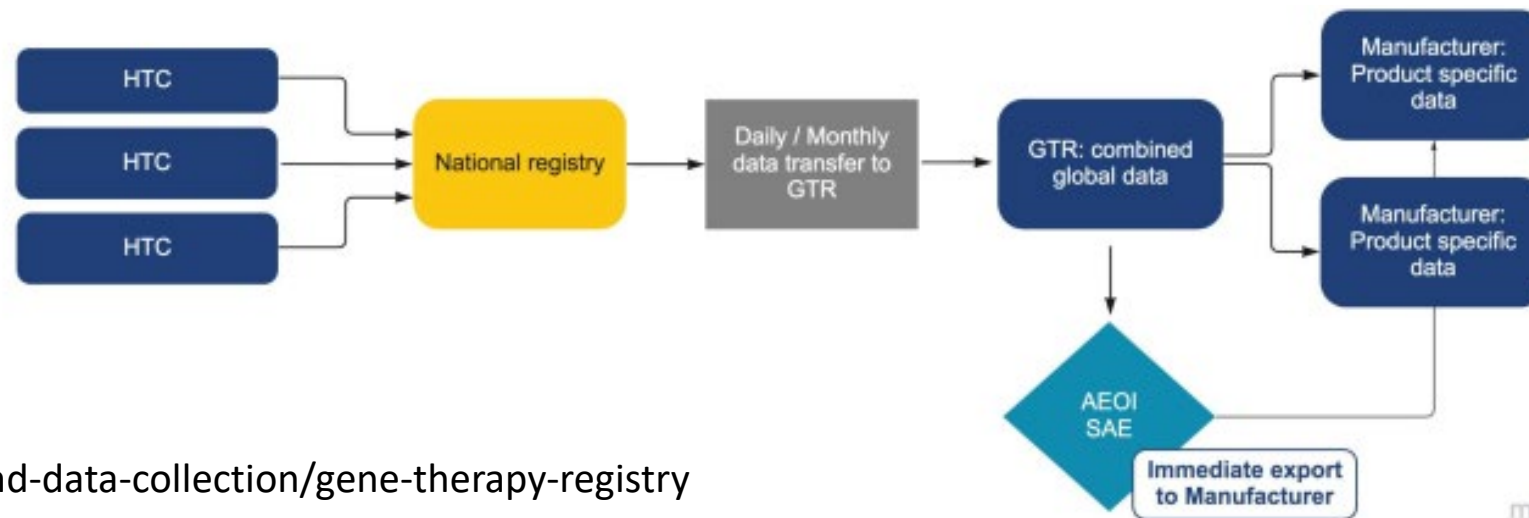 HTC
HTC
HTC
National registry
Daily / Monthly
data transfer to
GTR
GTR: combined
global data
Manufacturer:
Product specific
data
Manufacturer:
Product specific
data
AEOI
SAE
Immediate export
to Manufacturer
nd-data-collection/gene-therapy-registry
m